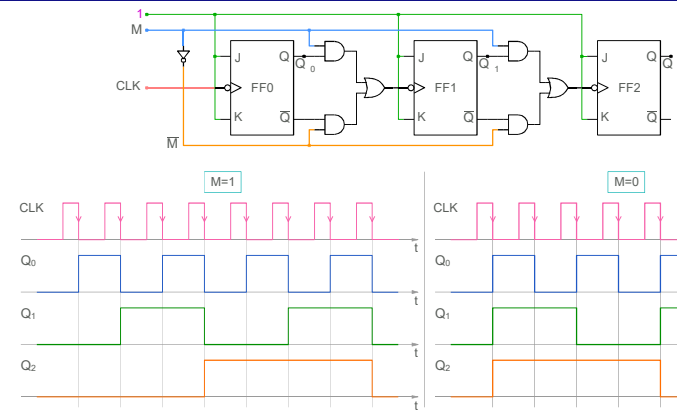 1
M
J Q J Q J Q
Q0 Q1
CLK FF0 FF1 FF2
K Q̅ K Q̅ K Q̅
M̅
M=1 M=0
CLK CLK
t
Q₀ Q₀
t
Q₁ Q₁
t
Q₂ Q₂
t